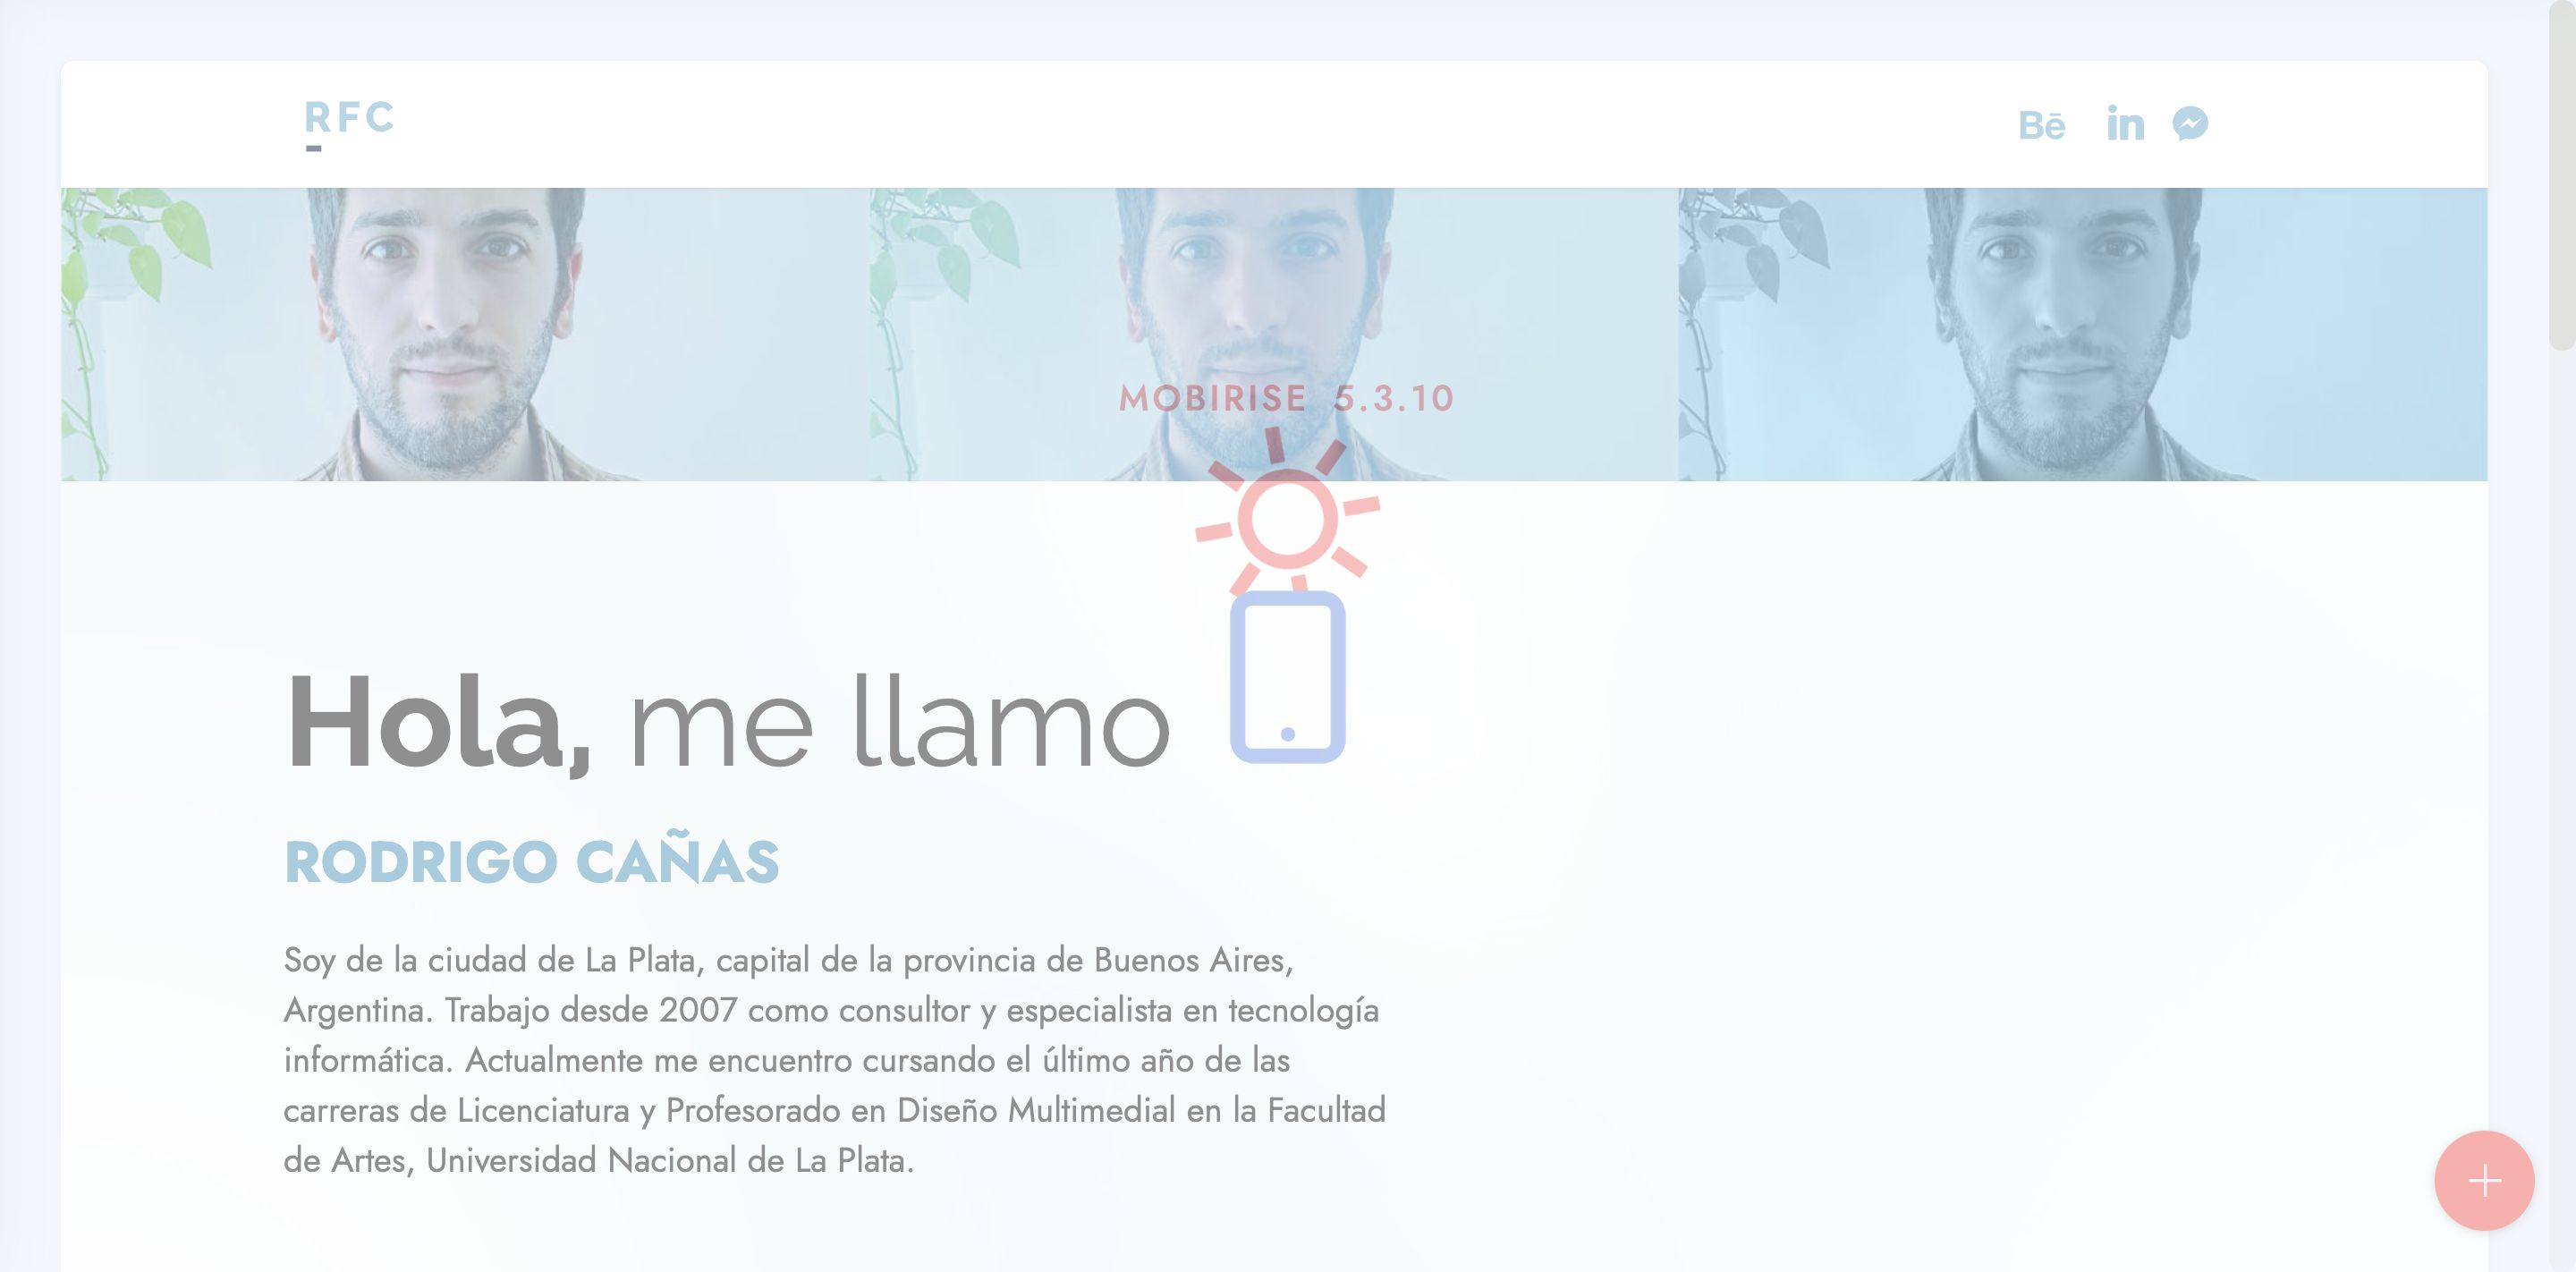 RFC
Bē in
MOBIRISE 5.3.10
Hola, me llamo
RODRIGO CAÑAS
Soy de la ciudad de La Plata, capital de la provincia de Buenos Aires,
Argentina. Trabajo desde 2007 como consultor y especialista en tecnología
informática. Actualmente me encuentro cursando el último año de las
carreras de Licenciatura y Profesorado en Diseño Multimedial en la Facultad
de Artes, Universidad Nacional de La Plata.